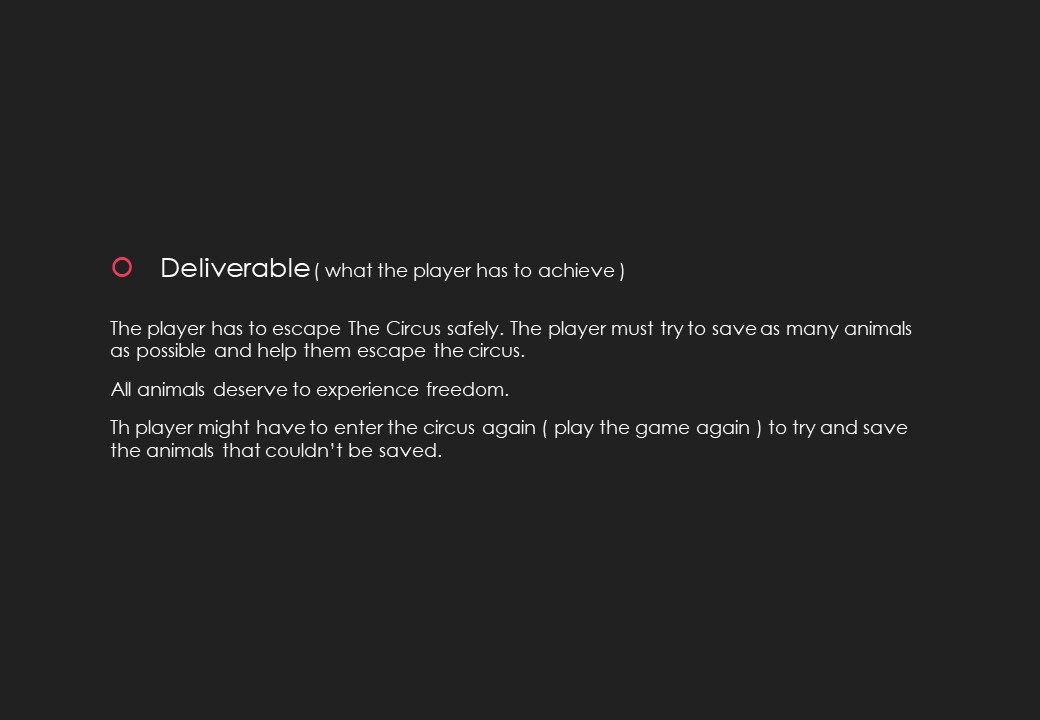 Deliverable ( what the player has to achieve )
The player has to escape The Circus safely. The player must try to save as many animals
as possible and help them escape the circus.
All animals deserve to experience freedom.
Th player might have to enter the circus again ( play the game again ) to try and save
the animals that couldn’t be saved.